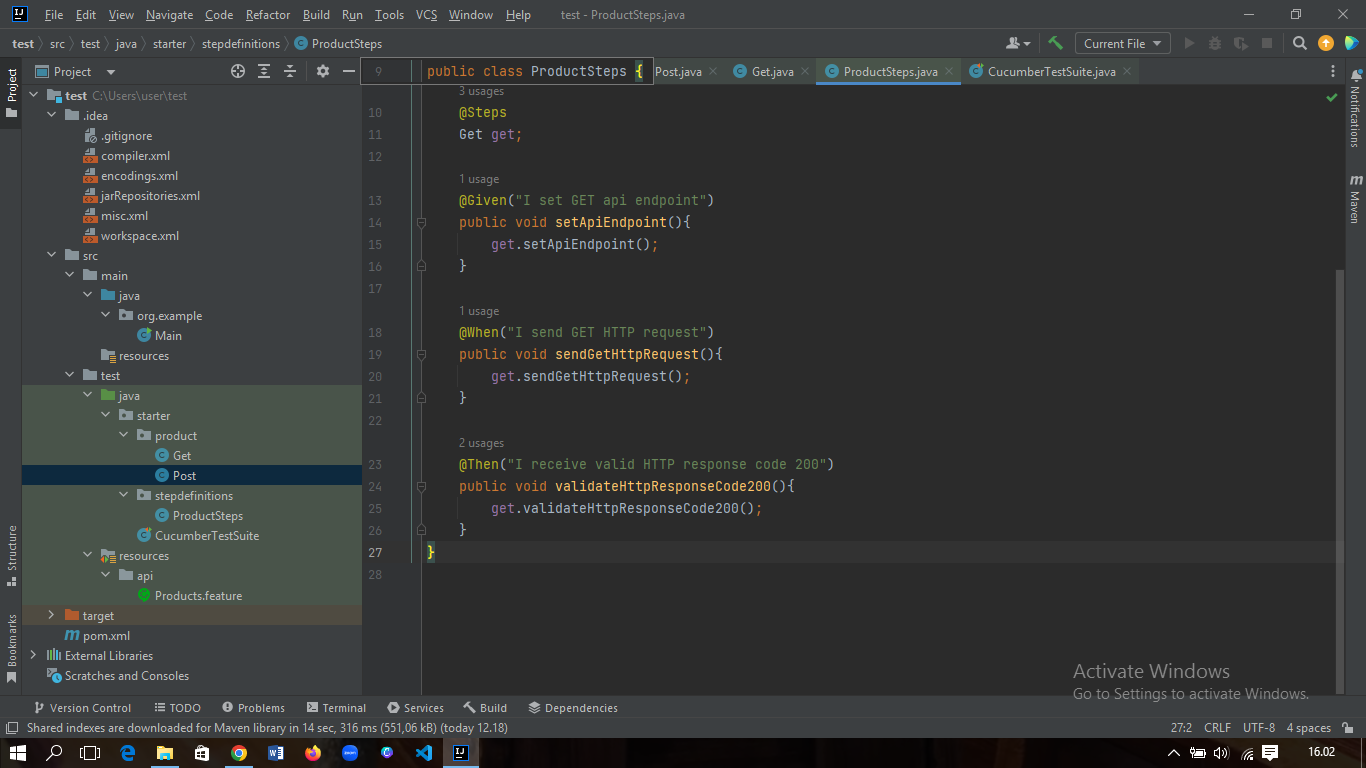 File Edit View Navigate Code Refactor Build Run Tools VCS Window Help test - ProductSteps.java
test src test java starter stepdefinitions ProductSteps Current File
Project 9 public class ProductSteps { Post.java Get.java ProductSteps.java CucumberTestSuite.java
Project
Structure
Bookmarks
test C:\Users\user\test
.idea
.gitignore
compiler.xml
encodings.xml
jarRepositories.xml
misc.xml
workspace.xml
src
main
java
org.example
Main
resources
test
java
starter
product
Get
Post
stepdefinitions
ProductSteps
CucumberTestSuite
resources
api
Products.feature
target
pom.xml
External Libraries
Scratches and Consoles
3 usages
10 @Steps
11 Get get;
12
1 usage
13 @Given("I set GET api endpoint")
14 public void setApiEndpoint(){
15 get.setApiEndpoint();
16 }
17
1 usage
18 @When("I send GET HTTP request")
19 public void sendGetHttpRequest(){
20 get.sendGetHttpRequest();
21 }
22
2 usages
23 @Then("I receive valid HTTP response code 200")
24 public void validateHttpResponseCode200(){
25 get.validateHttpResponseCode200();
26 }
27 }
28
Notifications
m Maven
Activate Windows
Go to Settings to activate Windows.
Version Control TODO Problems Terminal Services Build Dependencies
Shared indexes are downloaded for Maven library in 14 sec, 316 ms (551,06 kB) (today 12.18) 27:2 CRLF UTF-8 4 spaces
16.02